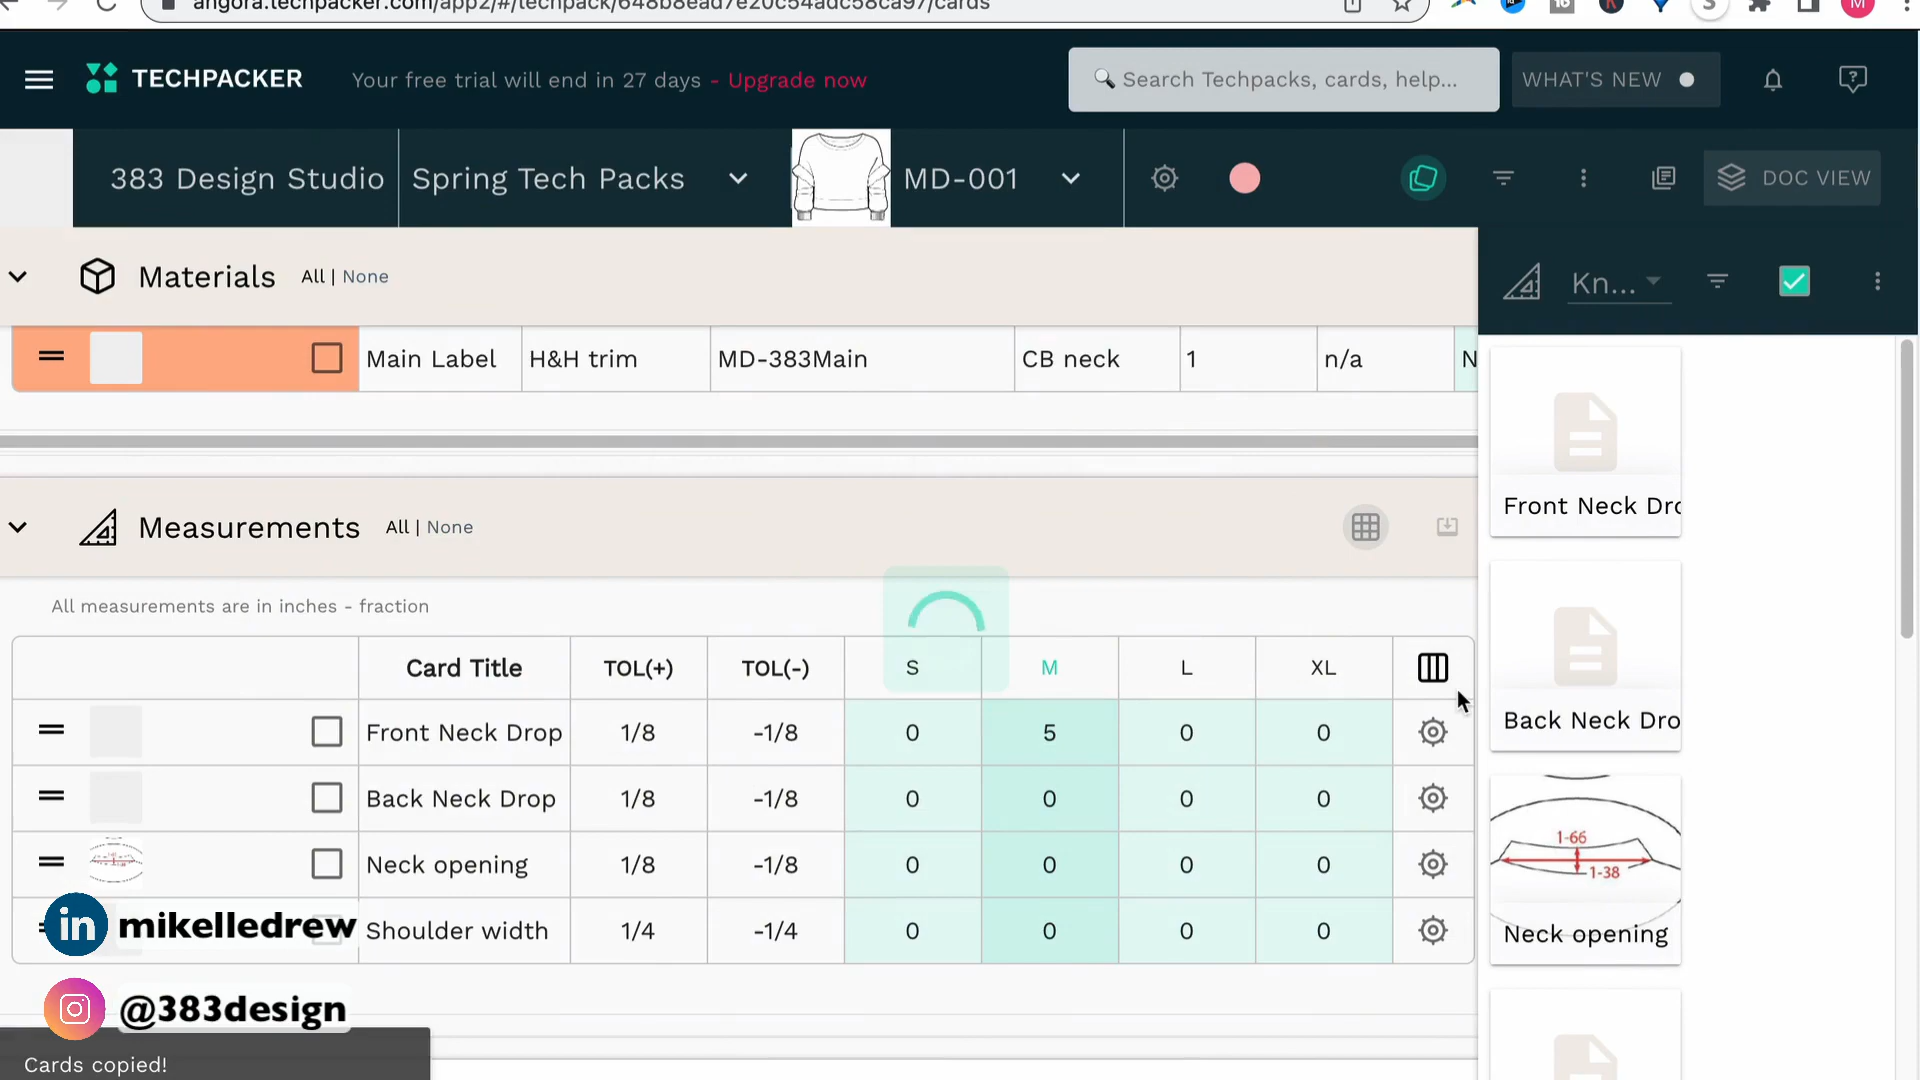 angora.techpacker.com/app2/#/techpack/648b8ead7e20c54adc58ca97/cards
TECHPACKER
Your free trial will end in 27 days - Upgrade now
Search Techpacks, cards, help...
WHAT'S NEW
383 Design Studio
Spring Tech Packs
MD-001
DOC VIEW
Materials All | None
Kn...
Main Label H&H trim MD-383Main CB neck 1 n/a N
Front Neck Dro
Measurements All | None
All measurements are in inches - fraction
Card Title TOL(+) TOL(-) S M L XL
Front Neck Drop 1/8 -1/8 0 5 0 0
Back Neck Drop 1/8 -1/8 0 0 0 0
Neck opening 1/8 -1/8 0 0 0 0
Shoulder width 1/4 -1/4 0 0 0 0
Back Neck Dro
1-66
1-38
Neck opening
in mikelledrew
@383design
Cards copied!